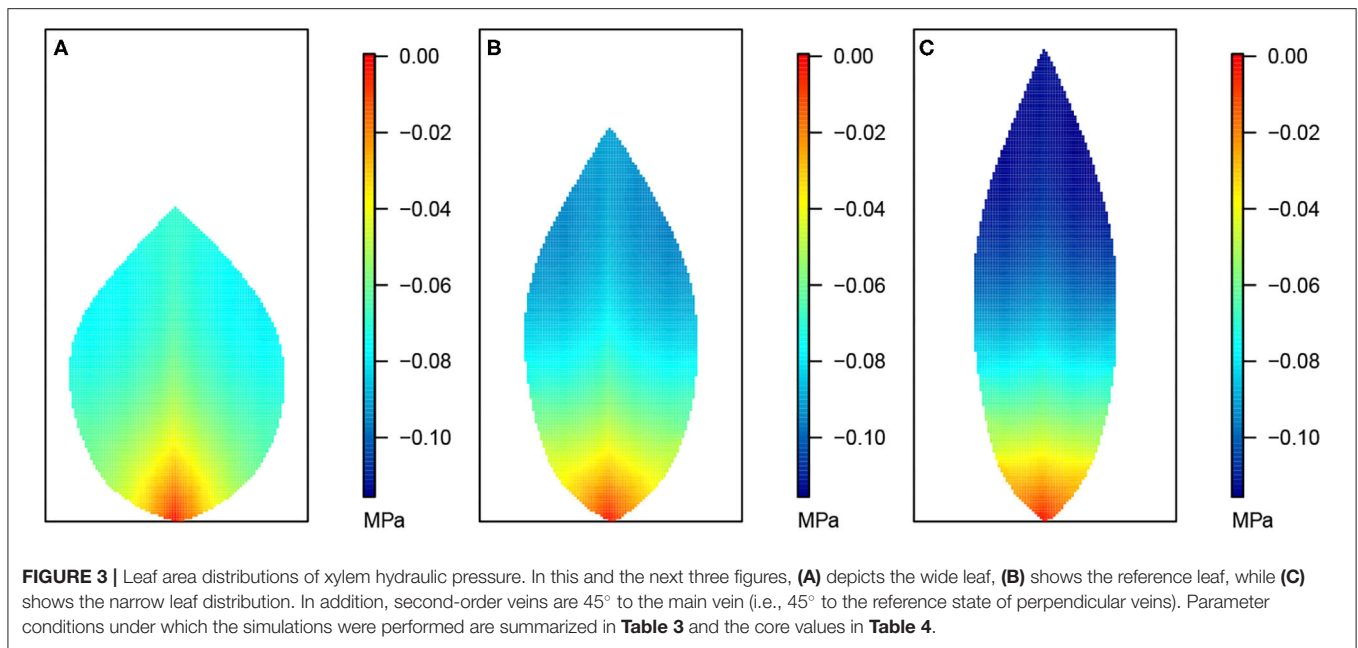 A
0.00
−0.02
−0.04
−0.06
−0.08
−0.10
MPa
B
0.00
−0.02
−0.04
−0.06
−0.08
−0.10
MPa
C
0.00
−0.02
−0.04
−0.06
−0.08
−0.10
MPa
FIGURE 3 | Leaf area distributions of xylem hydraulic pressure. In this and the next three figures, (A) depicts the wide leaf, (B) shows the reference leaf, while (C)
shows the narrow leaf distribution. In addition, second-order veins are 45° to the main vein (i.e., 45° to the reference state of perpendicular veins). Parameter
conditions under which the simulations were performed are summarized in Table 3 and the core values in Table 4.